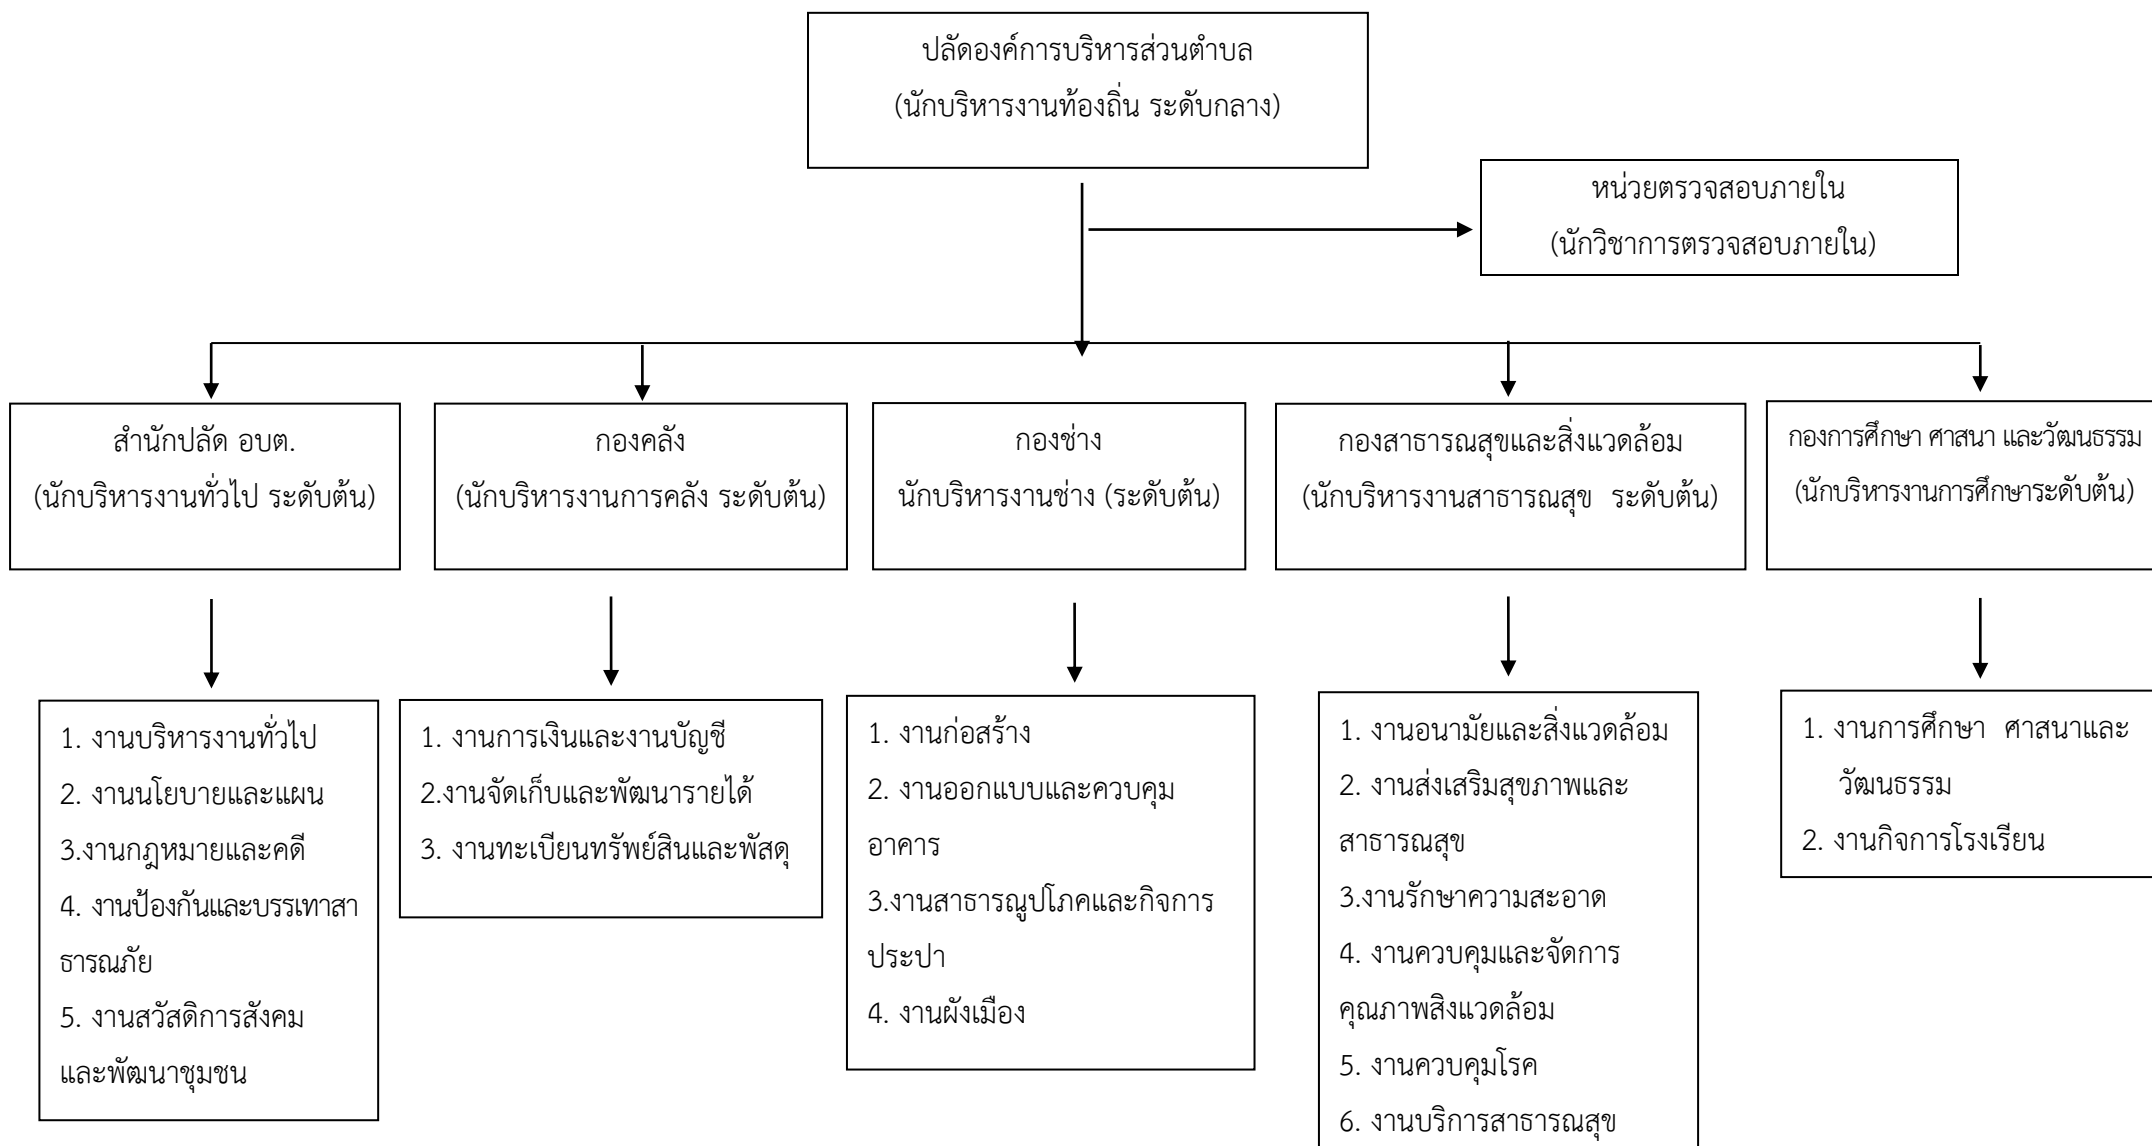 ปลัดองค์การบริหารส่วนตำบล
(นักบริหารงานท้องถิ่น ระดับกลาง)
หน่วยตรวจสอบภายใน
(นักวิชาการตรวจสอบภายใน)
สำนักปลัด อบต.
(นักบริหารงานทั่วไป ระดับต้น)
กองคลัง
(นักบริหารงานการคลัง ระดับต้น)
กองช่าง
นักบริหารงานช่าง (ระดับต้น)
กองสาธารณสุขและสิ่งแวดล้อม
(นักบริหารงานสาธารณสุข ระดับต้น)
กองการศึกษา ศาสนา และวัฒนธรรม
(นักบริหารงานการศึกษาระดับต้น)
1. งานบริหารงานทั่วไป
2. งานนโยบายและแผน
3.งานกฎหมายและคดี
4. งานป้องกันและบรรเทาสา
ธารณภัย
5. งานสวัสดิการสังคม
และพัฒนาชุมชน
1. งานการเงินและงานบัญชี
2.งานจัดเก็บและพัฒนารายได้
3. งานทะเบียนทรัพย์สินและพัสดุ
1. งานก่อสร้าง
2. งานออกแบบและควบคุม
อาคาร
3.งานสาธารณูปโภคและกิจการ
ประปา
4. งานผังเมือง
1. งานอนามัยและสิ่งแวดล้อม
2. งานส่งเสริมสุขภาพและ
สาธารณสุข
3.งานรักษาความสะอาด
4. งานควบคุมและจัดการ
คุณภาพสิงแวดล้อม
5. งานควบคุมโรค
6. งานบริการสาธารณสุข
1. งานการศึกษา ศาสนาและ
วัฒนธรรม
2. งานกิจการโรงเรียน